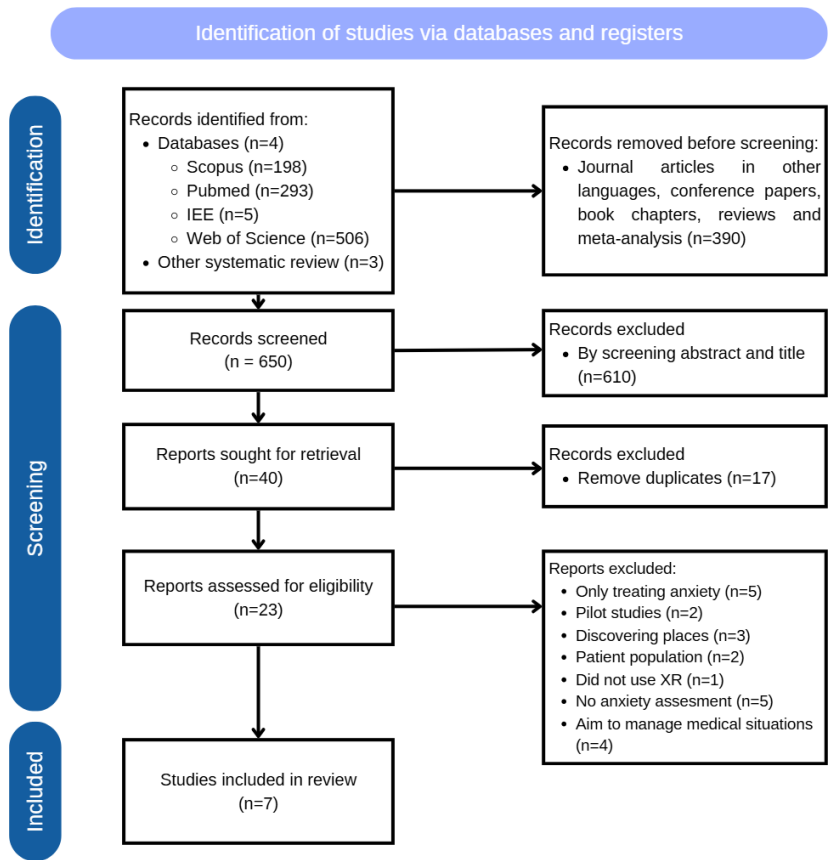 Identification of studies via databases and registers
Identification
Records identified from:
• Databases (n=4)
○ Scopus (n=198)
○ Pubmed (n=293)
○ IEE (n=5)
○ Web of Science (n=506)
• Other systematic review (n=3)
Records removed before screening:
• Journal articles in other
languages, conference papers,
book chapters, reviews and
meta-analysis (n=390)
Screening
Records screened
(n = 650)
Records excluded
• By screening abstract and title
(n=610)
Reports sought for retrieval
(n=40)
Records excluded
• Remove duplicates (n=17)
Reports assessed for eligibility
(n=23)
Reports excluded:
• Only treating anxiety (n=5)
• Pilot studies (n=2)
• Discovering places (n=3)
• Patient population (n=2)
• Did not use XR (n=1)
• No anxiety assesment (n=5)
• Aim to manage medical situations
(n=4)
Included
Studies included in review
(n=7)